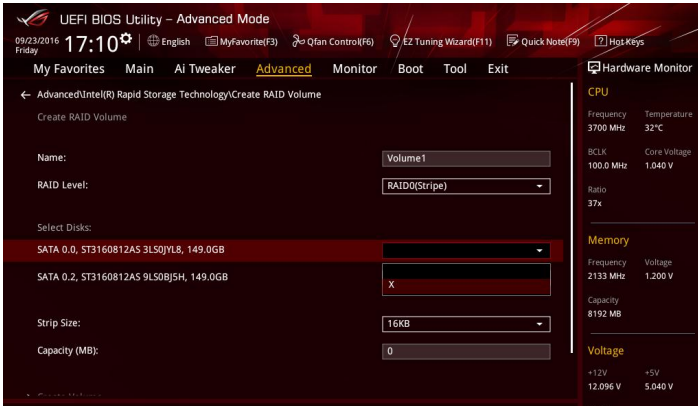 UEFI BIOS Utility – Advanced Mode
09/23/2016
Friday
17:10
English
MyFavorite(F3)
Qfan Control(F6)
EZ Tuning Wizard(F11)
Quick Note(F9)
Hot Keys
My Favorites
Main
Ai Tweaker
Advanced
Monitor
Boot
Tool
Exit
Hardware Monitor
Advanced\Intel(R) Rapid Storage Technology\Create RAID Volume
Create RAID Volume
Name:
Volume1
RAID Level:
RAID0(Stripe)
Select Disks:
SATA 0.0, ST3160812AS 3LS0JYL8, 149.0GB
X
SATA 0.2, ST3160812AS 9LS0BJ5H, 149.0GB
Strip Size:
16KB
Capacity (MB):
0
Create Volume
CPU
Frequency Temperature
3700 MHz 32°C
BCLK Core Voltage
100.0 MHz 1.040 V
Ratio
37x
Memory
Frequency Voltage
2133 MHz 1.200 V
Capacity
8192 MB
Voltage
+12V +5V
12.096 V 5.040 V